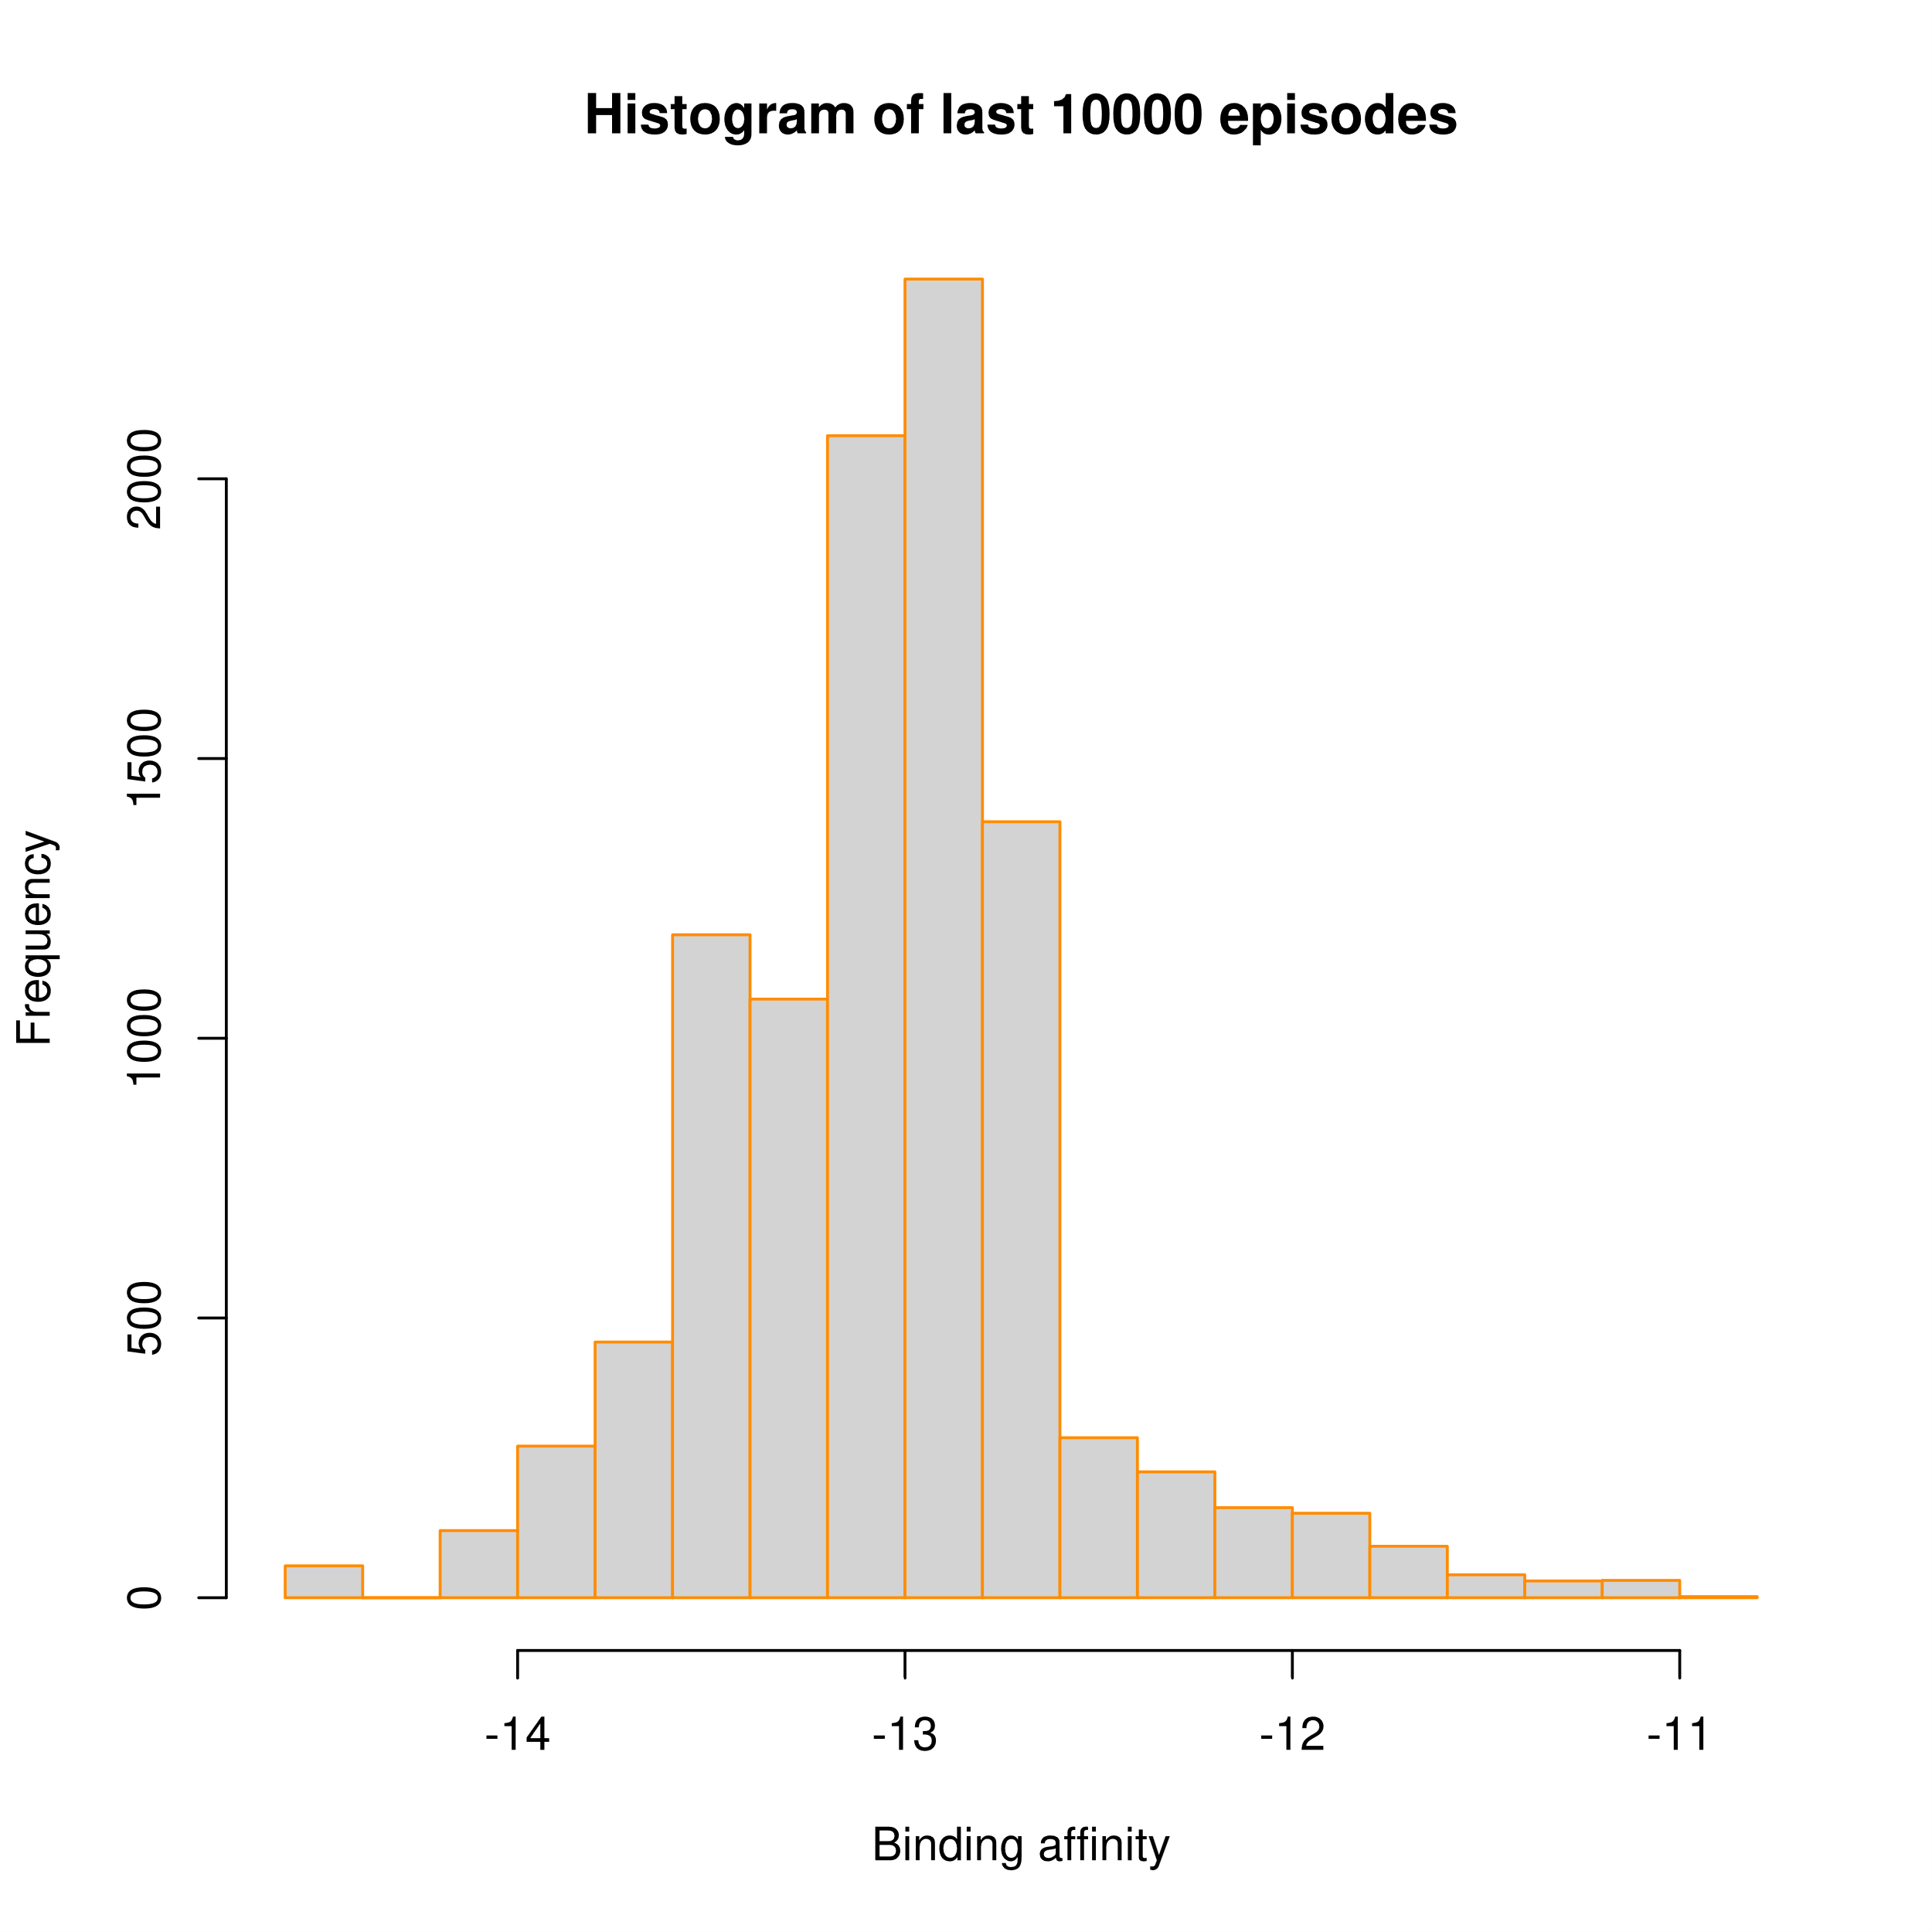 Histogram of last 10000 episodes
Frequency
2000
1500
1000
500
0
-14 -13 -12 -11
Binding affinity